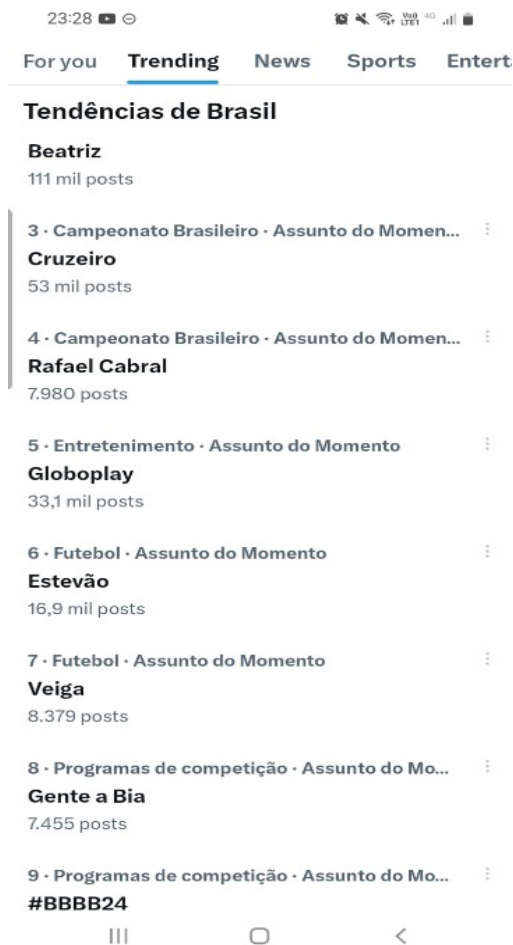 23:28
Vo)) 4G
LTE1
For you Trending News Sports Entert
Tendências de Brasil
Beatriz
111 mil posts
3 · Campeonato Brasileiro · Assunto do Momen...
Cruzeiro
53 mil posts
4 · Campeonato Brasileiro · Assunto do Momen...
Rafael Cabral
7.980 posts
5 · Entretenimento · Assunto do Momento
Globoplay
33,1 mil posts
6 · Futebol · Assunto do Momento
Estevão
16,9 mil posts
7 · Futebol · Assunto do Momento
Veiga
8.379 posts
8 · Programas de competição · Assunto do Mo...
Gente a Bia
7.455 posts
9 · Programas de competição · Assunto do Mo...
#BBBB24